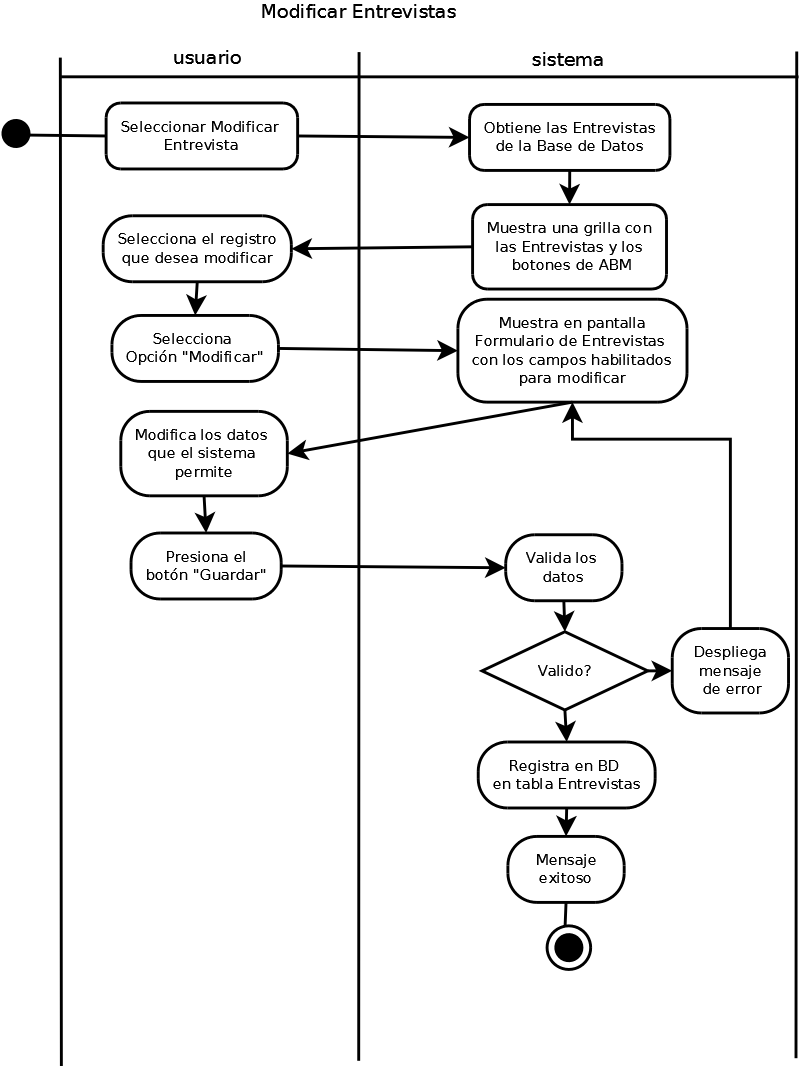 Modificar Entrevistas
usuario
sistema
Seleccionar Modificar
Entrevista
Obtiene las Entrevistas
de la Base de Datos
Muestra una grilla con
las Entrevistas y los
botones de ABM
Selecciona el registro
que desea modificar
Selecciona
Opción "Modificar"
Muestra en pantalla
Formulario de Entrevistas
con los campos habilitados
para modificar
Modifica los datos
que el sistema
permite
Presiona el
botón "Guardar"
Valida los
datos
Valido?
Despliega
mensaje
de error
Registra en BD
en tabla Entrevistas
Mensaje
exitoso